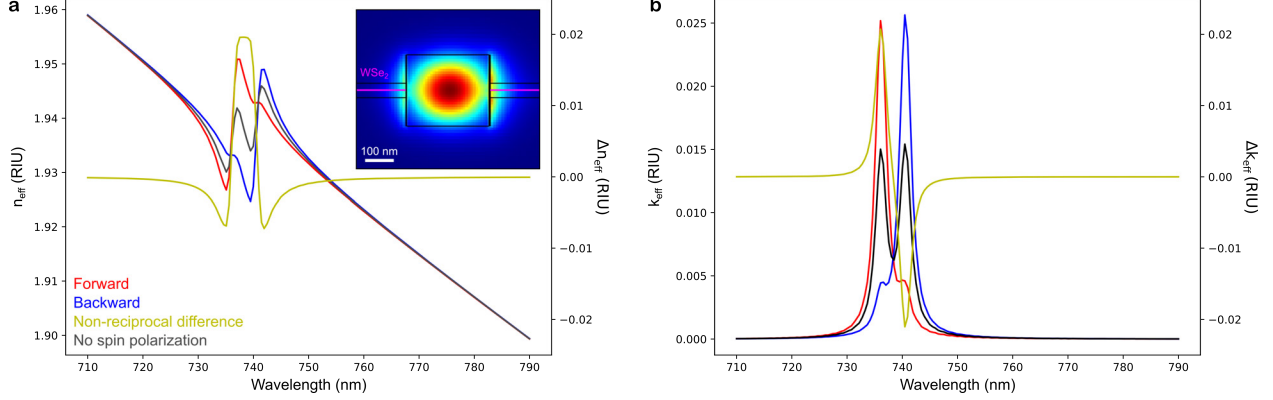 a
1.96
1.95
1.94
1.93
1.92
1.91
1.90
n_eff (RIU)
0.02
0.01
0.00
−0.01
−0.02
Δn_eff (RIU)
WSe₂
100 nm
Forward
Backward
Non-reciprocal difference
No spin polarization
710 720 730 740 750 760 770 780 790
Wavelength (nm)
b
0.025
0.020
0.015
0.010
0.005
0.000
k_eff (RIU)
0.02
0.01
0.00
−0.01
−0.02
Δk_eff (RIU)
710 720 730 740 750 760 770 780 790
Wavelength (nm)